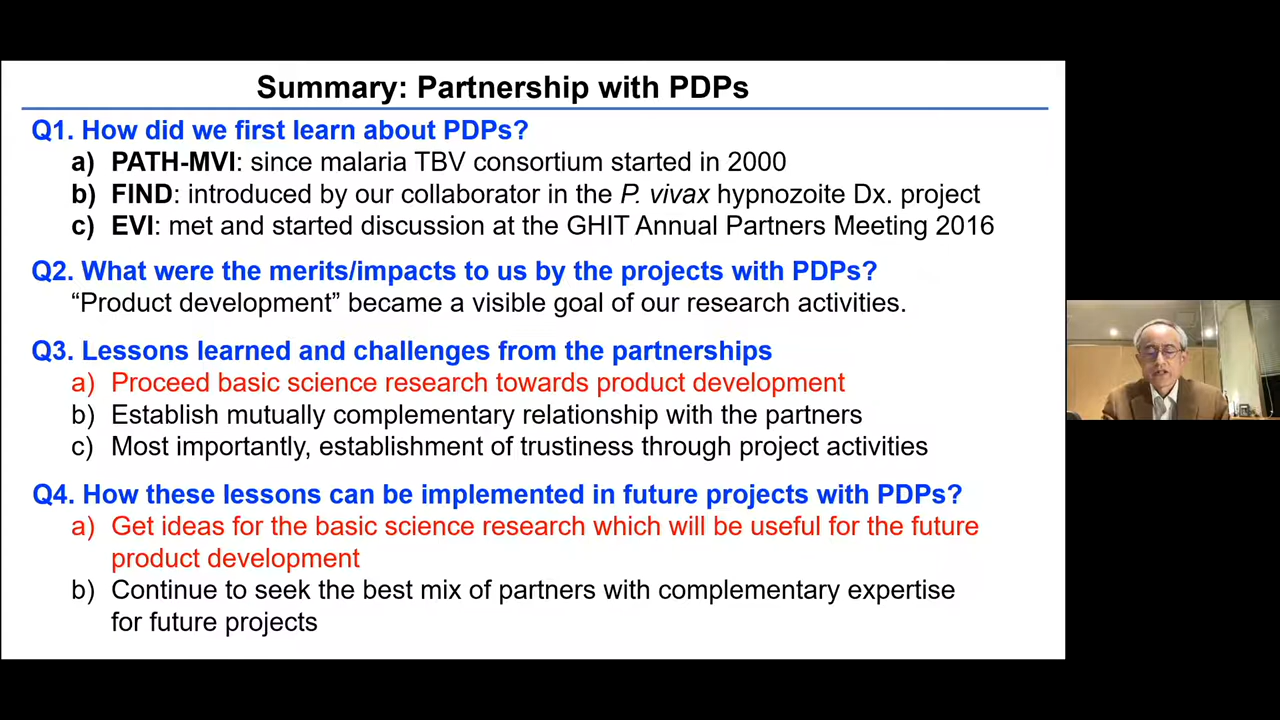 Summary: Partnership with PDPs
Q1. How did we first learn about PDPs?
a) PATH-MVI: since malaria TBV consortium started in 2000
b) FIND: introduced by our collaborator in the P. vivax hypnozoite Dx. project
c) EVI: met and started discussion at the GHIT Annual Partners Meeting 2016
Q2. What were the merits/impacts to us by the projects with PDPs?
“Product development” became a visible goal of our research activities.
Q3. Lessons learned and challenges from the partnerships
a) Proceed basic science research towards product development
b) Establish mutually complementary relationship with the partners
c) Most importantly, establishment of trustiness through project activities
Q4. How these lessons can be implemented in future projects with PDPs?
a) Get ideas for the basic science research which will be useful for the future
product development
b) Continue to seek the best mix of partners with complementary expertise
for future projects